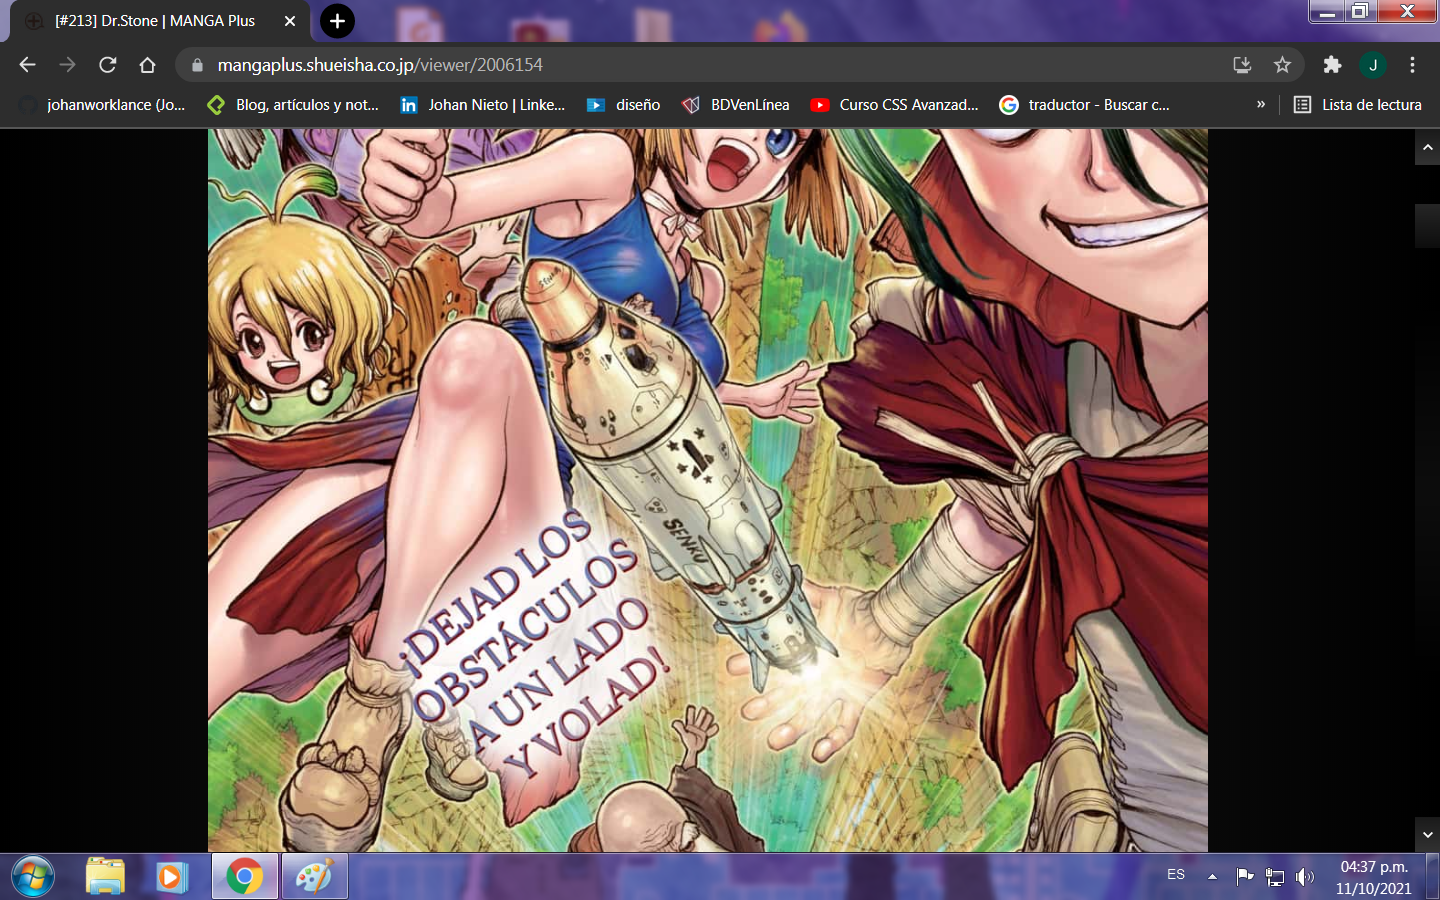 [#213] Dr.Stone | MANGA Plus
mangaplus.shueisha.co.jp/viewer/2006154
J
johanworklance (Jo...
Blog, artículos y not...
in
Johan Nieto | Linke...
diseño
BDVenLínea
Curso CSS Avanzad...
traductor - Buscar c...
»
Lista de lectura
SENKU
¡DEJAD LOS
OBSTÁCULOS
A UN LADO
Y VOLAD!
ES
04:37 p.m.
11/10/2021